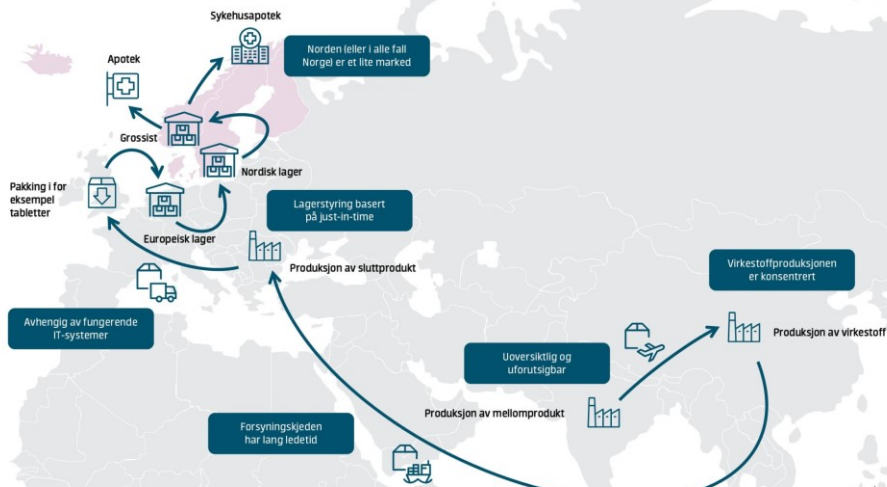 Sykehusapotek
Norden (eller i alle fall
Norge) er et lite marked
Apotek
Grossist
Nordisk lager
Pakking i for
eksempel
tabletter
Lagerstyring basert
på just-in-time
Europeisk lager
Produksjon av sluttprodukt
Virkestoffproduksjonen
er konsentrert
Avhengig av fungerende
IT-systemer
Produksjon av virkestoff
Uoversiktlig og
uforutsigbar
Produksjon av mellomprodukt
Forsyningskjeden
har lang ledetid